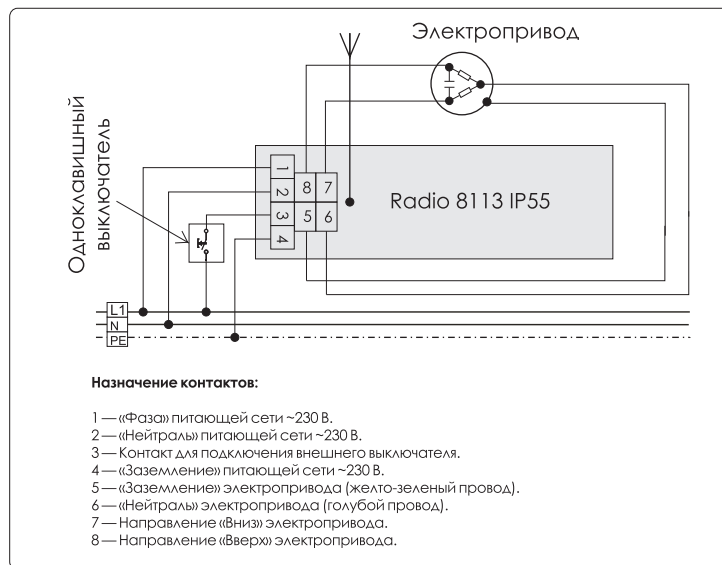 Электропривод
Одноклавишный
выключатель
1
2
3
4
8 7
5 6
Radio 8113 IP55
L1
N
PE
Назначение контактов:
1 — «Фаза» питающей сети ~230 В.
2 — «Нейтраль» питающей сети ~230 В.
3 — Контакт для подключения внешнего выключателя.
4 — «Заземление» питающей сети ~230 В.
5 — «Заземление» электропривода (желто-зеленый провод).
6 — «Нейтраль» электропривода (голубой провод).
7 — Направление «Вниз» электропривода.
8 — Направление «Вверх» электропривода.